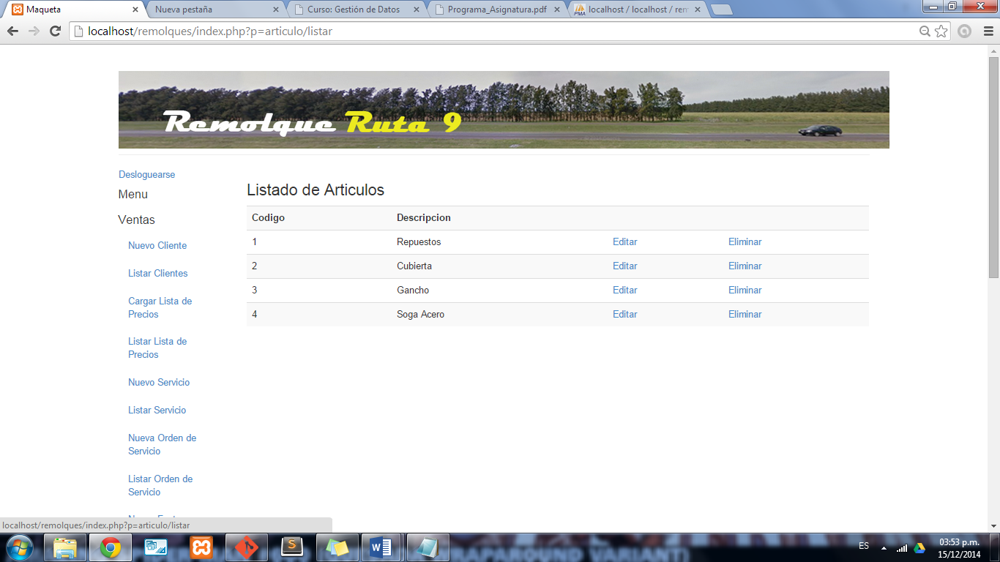 Maqueta
Nueva pestaña
Curso: Gestión de Datos
Programa_Asignatura.pdf
PMA
localhost / localhost / rem
localhost/remolques/index.php?p=articulo/listar
Remolque Ruta 9
Desloguearse
Menu
Ventas
Nuevo Cliente
Listar Clientes
Cargar Lista de
Precios
Listar Lista de
Precios
Nuevo Servicio
Listar Servicio
Nueva Orden de
Servicio
Listar Orden de
Servicio
Listado de Articulos
Codigo Descripcion
1 Repuestos Editar Eliminar
2 Cubierta Editar Eliminar
3 Gancho Editar Eliminar
4 Soga Acero Editar Eliminar
localhost/remolques/index.php?p=articulo/listar
ES
03:53 p.m.
15/12/2014